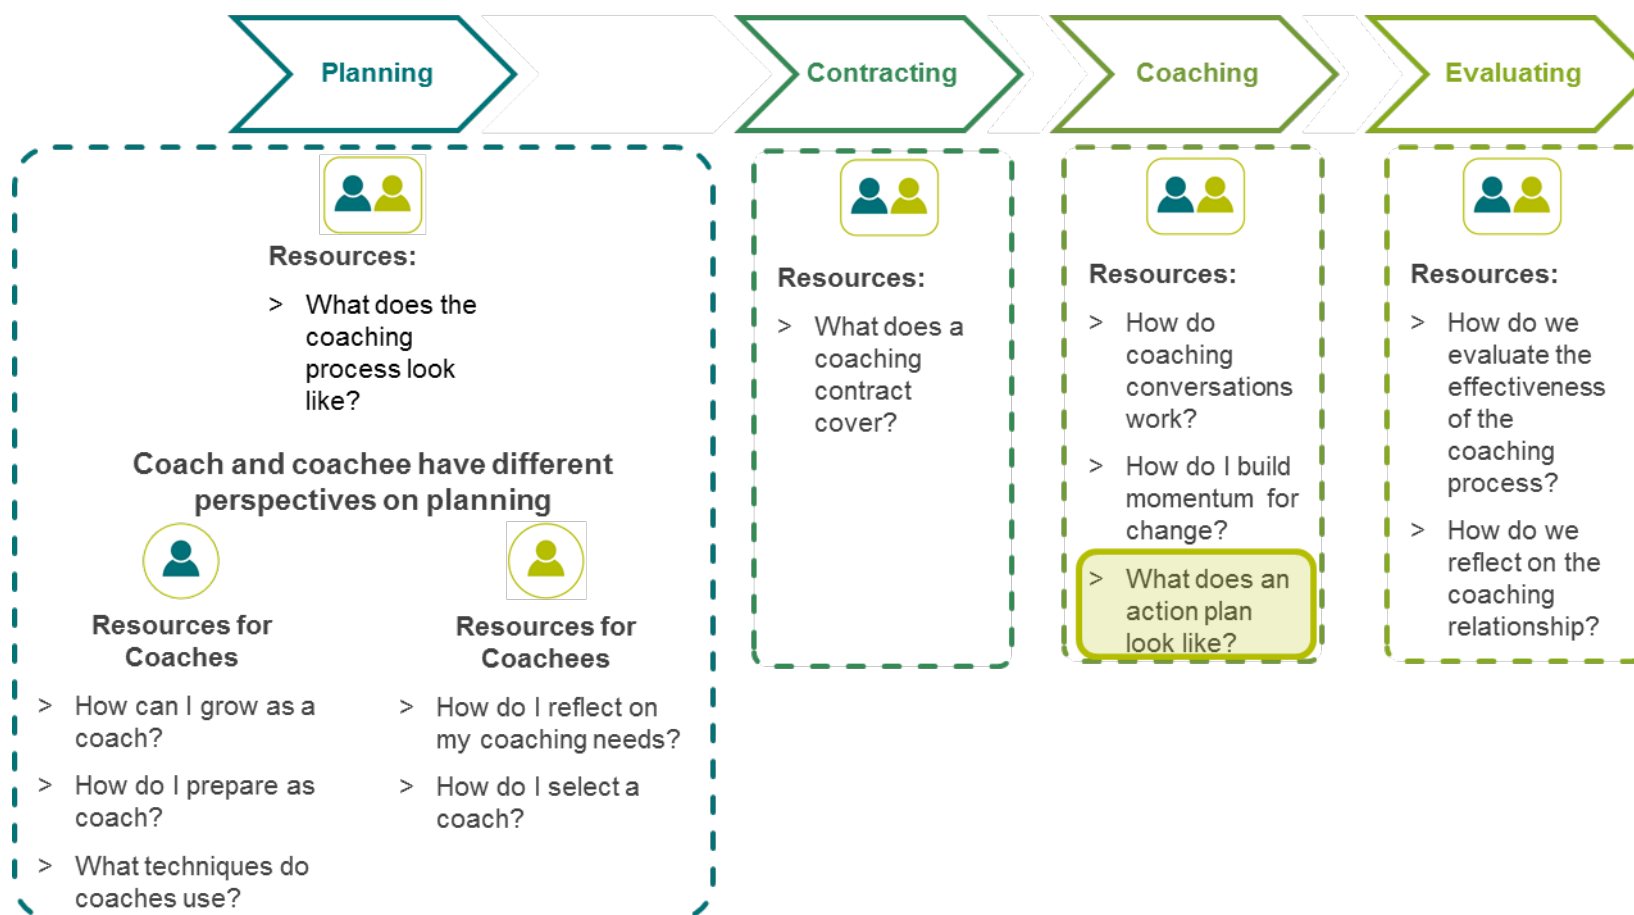 Planning
Contracting
Coaching
Evaluating
Resources:
> What does the
coaching
process look
like?
Coach and coachee have different
perspectives on planning
Resources for
Coaches
> How can I grow as a
coach?
> How do I prepare as
coach?
> What techniques do
coaches use?
Resources for
Coachees
> How do I reflect on
my coaching needs?
> How do I select a
coach?
Resources:
> What does a
coaching
contract
cover?
Resources:
> How do
coaching
conversations
work?
> How do I build
momentum for
change?
> What does an
action plan
look like?
Resources:
> How do we
evaluate the
effectiveness
of the
coaching
process?
> How do we
reflect on the
coaching
relationship?